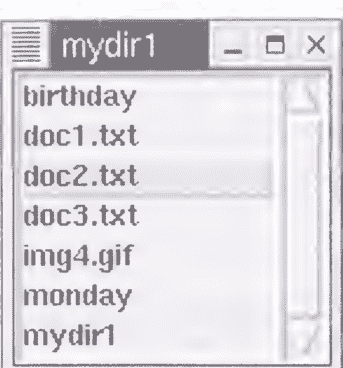 mydir1
birthday
doc1.txt
doc2.txt
doc3.txt
img4.gif
monday
mydir1